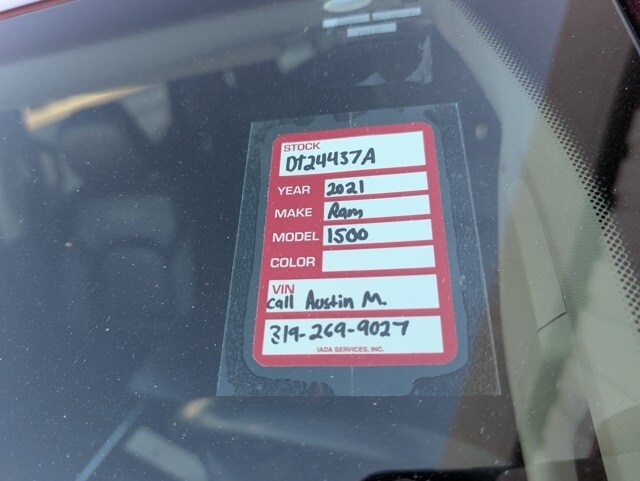 STOCK
Dt24437A
YEAR 2021
MAKE Ram
MODEL 1500
COLOR
VIN
Call Austin M.
319-269-9027
IADA SERVICES, INC.